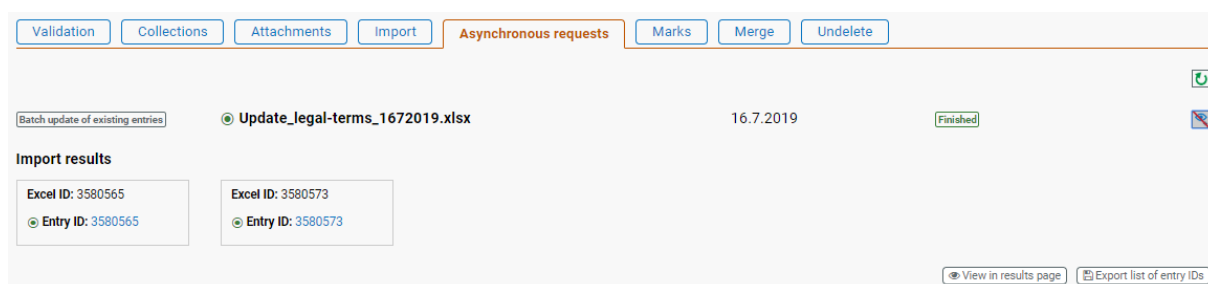 Validation Collections Attachments Import Asynchronous requests Marks Merge Undelete
Batch update of existing entries Update_legal-terms_1672019.xlsx 16.7.2019 Finished
Import results
Excel ID: 3580565 Excel ID: 3580573
Entry ID: 3580565 Entry ID: 3580573
View in results page Export list of entry IDs